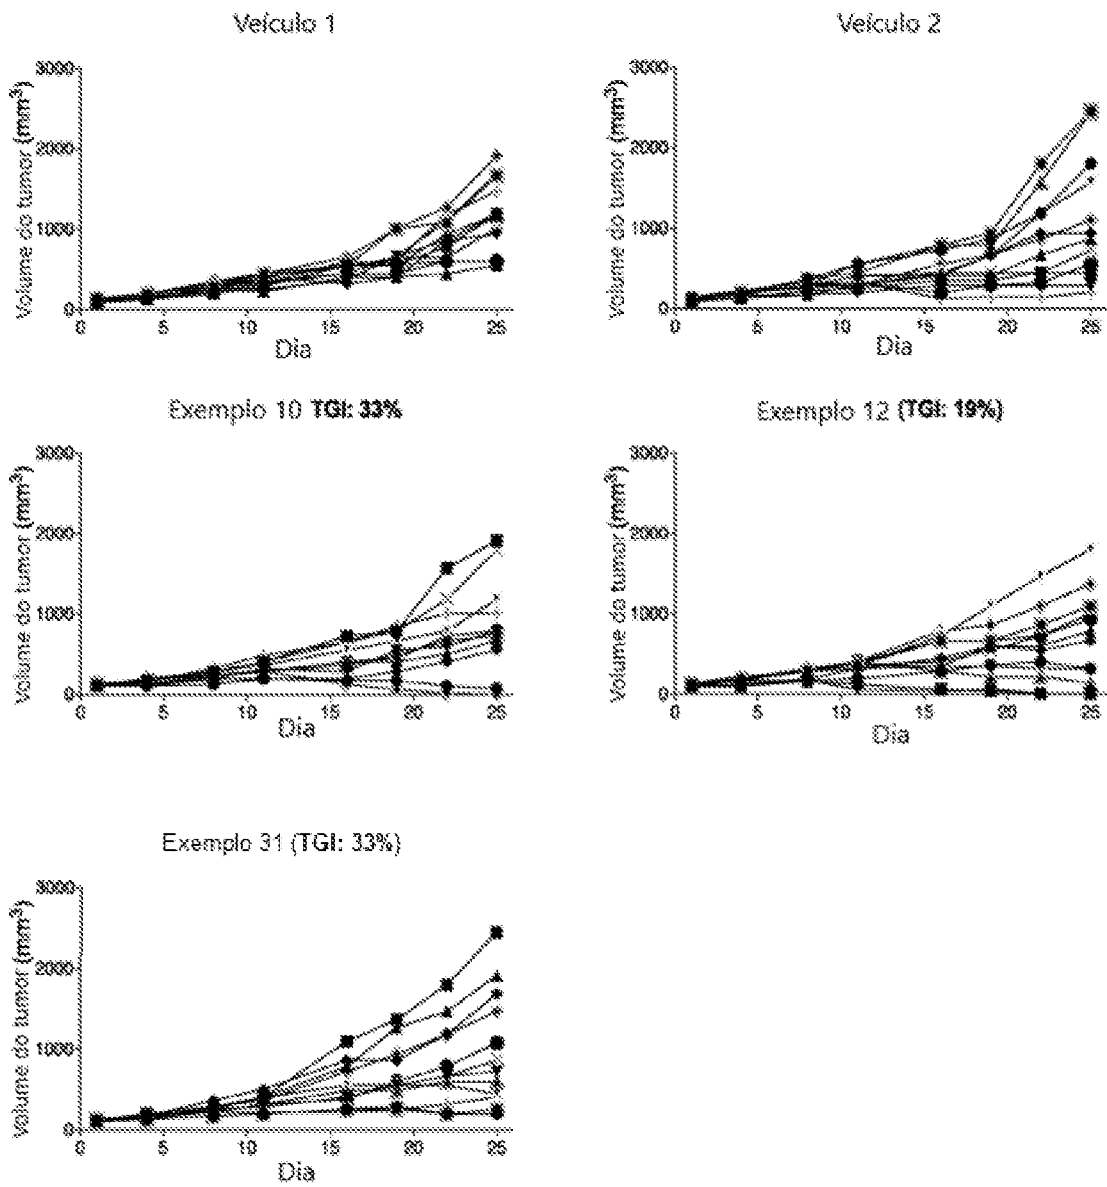 Veículo 1
Volume do tumor (mm³)
3000
2000
1000
0
0 5 10 15 20 25
Dia
Veículo 2
Volume do tumor (mm³)
3000
2000
1000
0
0 5 10 15 20 25
Dia
Exemplo 10 TGI: 33%
Volume do tumor (mm³)
3000
2000
1000
0
0 5 10 15 20 25
Dia
Exemplo 12 (TGI: 19%)
Volume do tumor (mm³)
3000
2000
1000
0
0 5 10 15 20 25
Dia
Exemplo 31 (TGI: 33%)
Volume do tumor (mm³)
3000
2000
1000
0
0 5 10 15 20 25
Dia